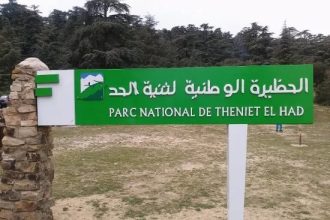 الحظيرة الوطنية لثنية الحد
PARC NATIONAL DE THENIET EL HAD